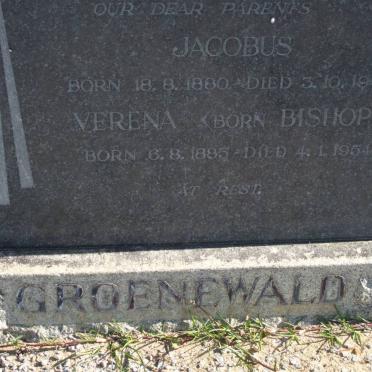 OUR DEAR PARENTS
JACOBUS
BORN 18.8.1880 - DIED 3.10.19
VERENA (BORN BISHOP
BORN 6.8.1885 - DIED 4.1.1954
AT REST.
GROENEWALD